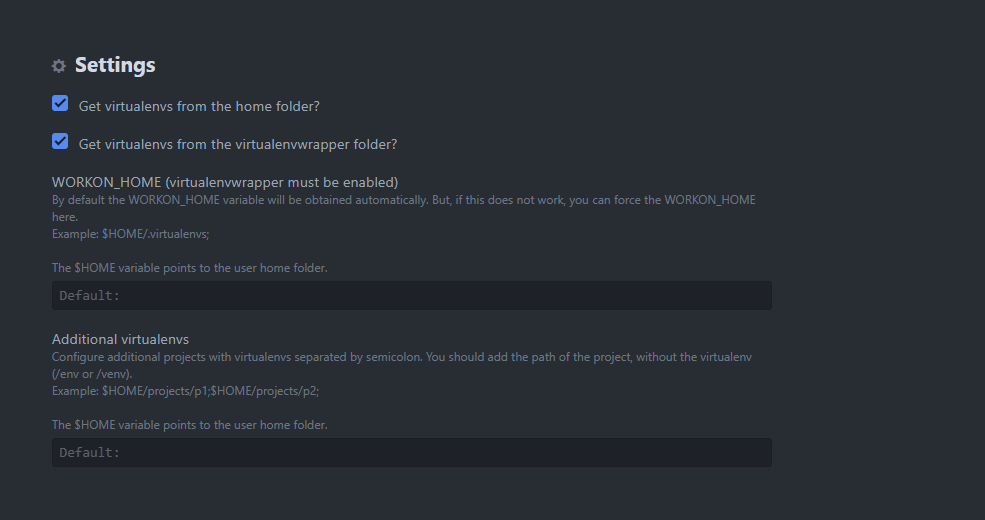 Settings
Get virtualenvs from the home folder?
Get virtualenvs from the virtualenvwrapper folder?
WORKON_HOME (virtualenvwrapper must be enabled)
By default the WORKON_HOME variable will be obtained automatically. But, if this does not work, you can force the WORKON_HOME
here.
Example: $HOME/.virtualenvs;
The $HOME variable points to the user home folder.
Default:
Additional virtualenvs
Configure additional projects with virtualenvs separated by semicolon. You should add the path of the project, without the virtualenv
(/env or /venv).
Example: $HOME/projects/p1;$HOME/projects/p2;
The $HOME variable points to the user home folder.
Default: